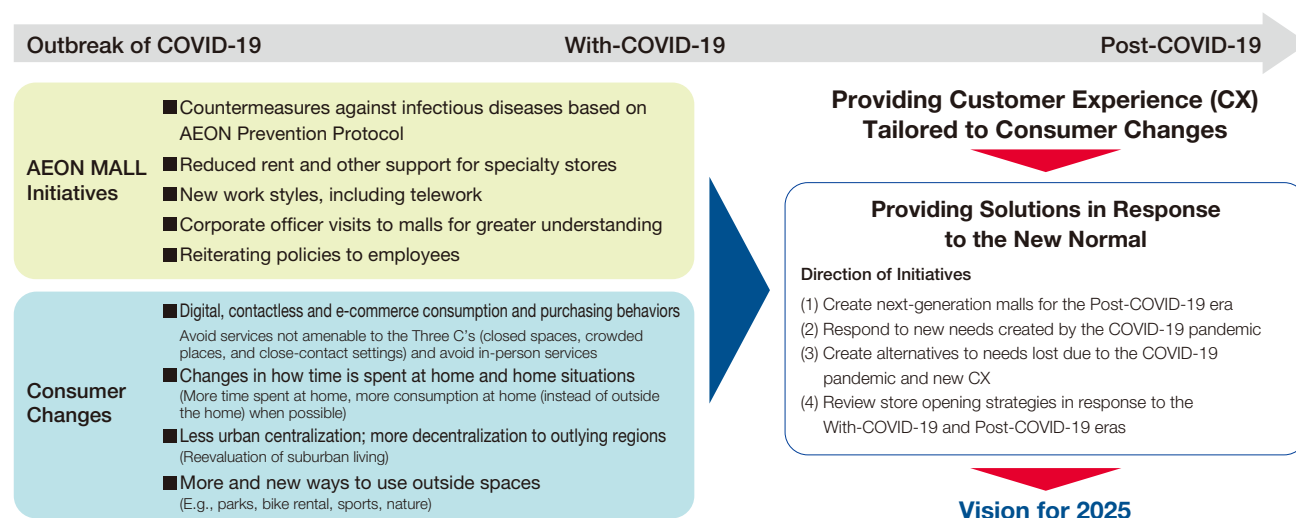 Outbreak of COVID-19
With-COVID-19
Post-COVID-19
AEON MALL
Initiatives
■Countermeasures against infectious diseases based on
AEON Prevention Protocol
■Reduced rent and other support for specialty stores
■New work styles, including telework
■Corporate officer visits to malls for greater understanding
■Reiterating policies to employees
Consumer
Changes
■Digital, contactless and e-commerce consumption and purchasing behaviors
Avoid services not amenable to the Three C's (closed spaces, crowded
places, and close-contact settings) and avoid in-person services
■Changes in how time is spent at home and home situations
(More time spent at home, more consumption at home (instead of outside
the home) when possible)
■Less urban centralization; more decentralization to outlying regions
(Reevaluation of suburban living)
■More and new ways to use outside spaces
(E.g., parks, bike rental, sports, nature)
Providing Customer Experience (CX)
Tailored to Consumer Changes
Providing Solutions in Response
to the New Normal
Direction of Initiatives
(1) Create next-generation malls for the Post-COVID-19 era
(2) Respond to new needs created by the COVID-19 pandemic
(3) Create alternatives to needs lost due to the COVID-19
pandemic and new CX
(4) Review store opening strategies in response to the
With-COVID-19 and Post-COVID-19 eras
Vision for 2025